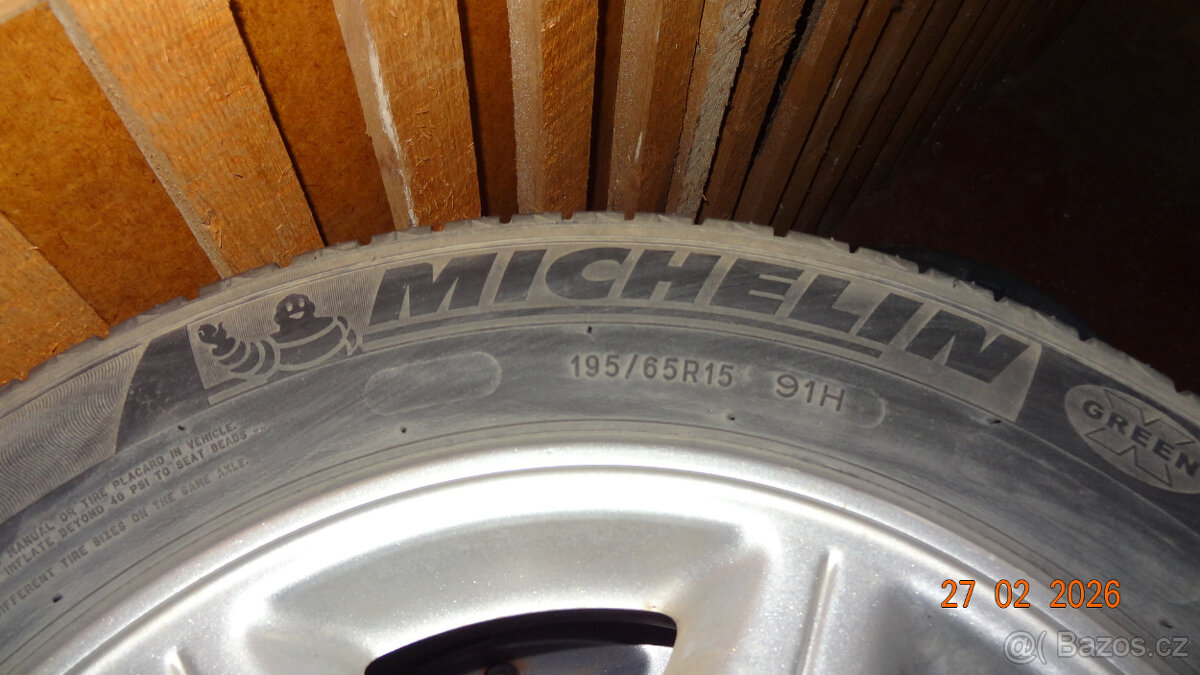 MICHELIN
195/65R15 91H
GREEN X
MANUAL OR TIRE PLACARD IN VEHICLE.
INFLATE BEYOND 40 PSI TO SEAT BEADS
DIFFERENT TIRE SIZES ON THE SAME AXLE.
27 02 2026
Bazos.cz